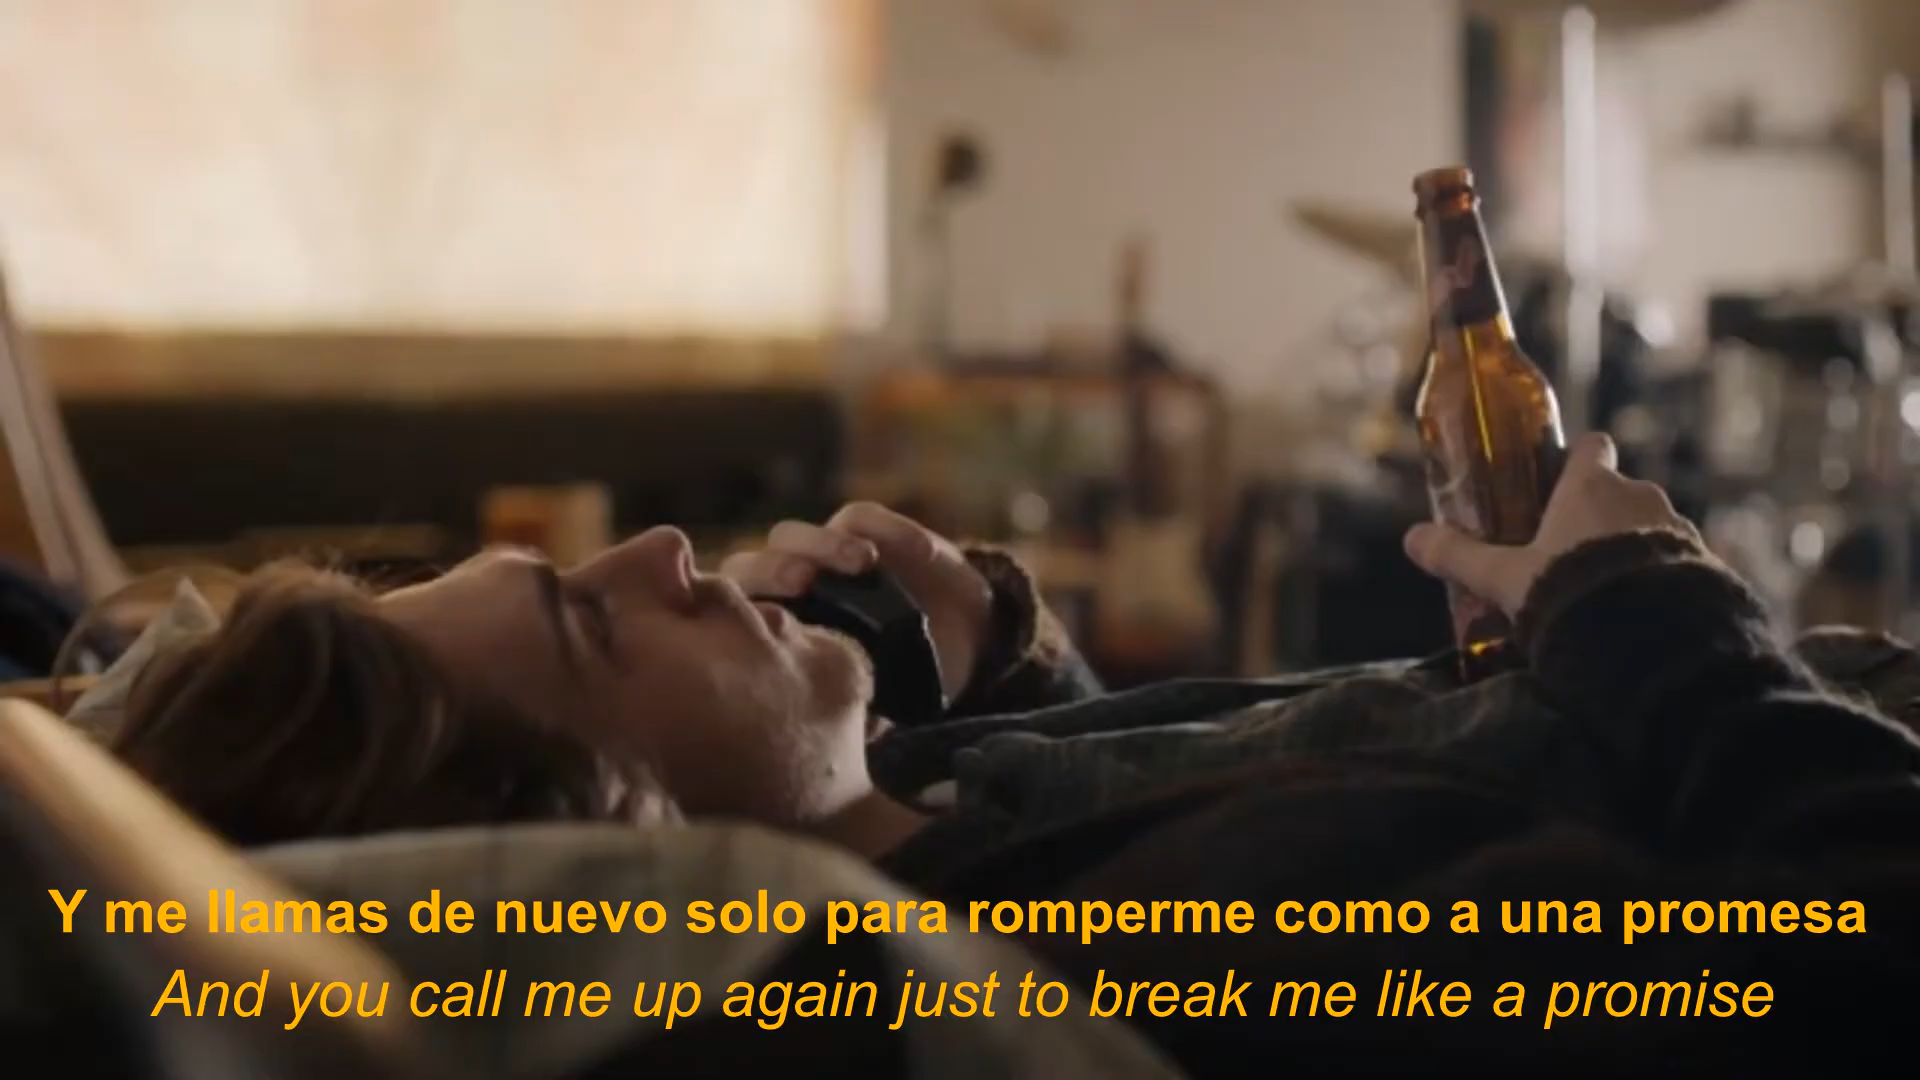 Y me llamas de nuevo solo para romperme como a una promesa
And you call me up again just to break me like a promise